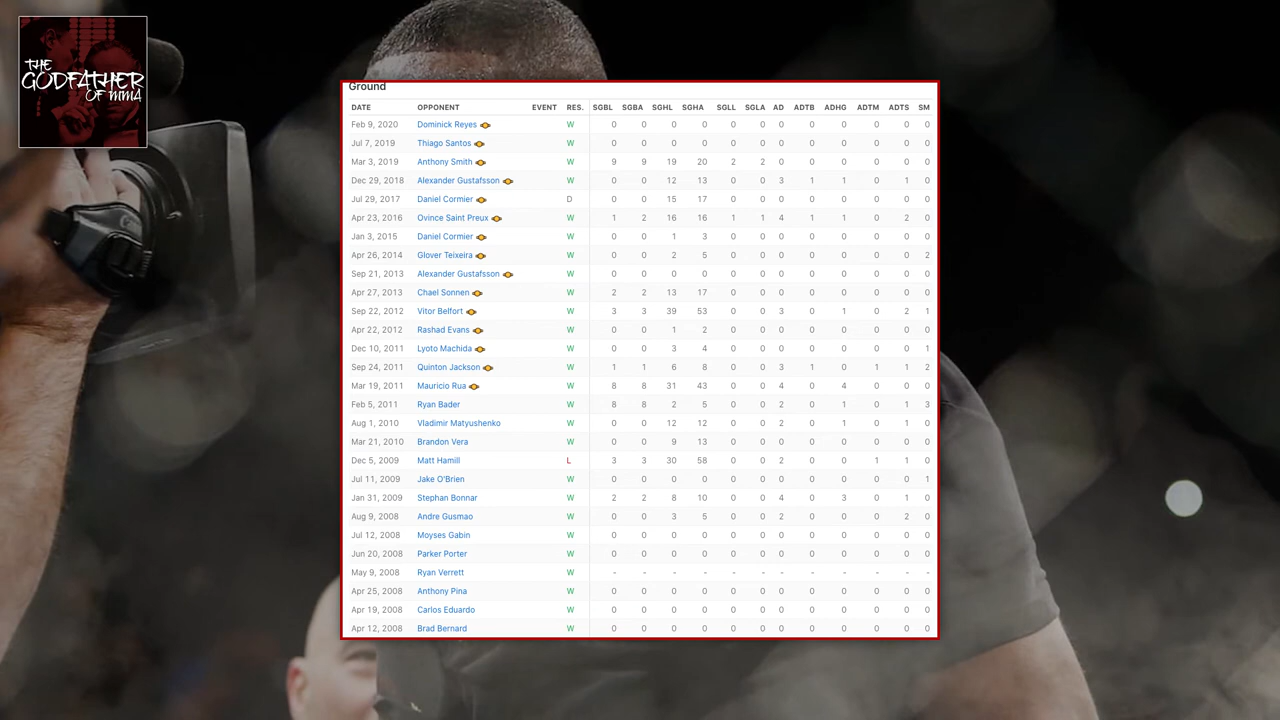 THE
GODFATHER
OF MMA
Ground
DATE OPPONENT EVENT RES. SGBL SGBA SGHL SGHA SGLL SGLA AD ADTB ADHG ADTM ADTS SM
Feb 9, 2020 Dominick Reyes W 0 0 0 0 0 0 0 0 0 0 0 0
Jul 7, 2019 Thiago Santos W 0 0 0 0 0 0 0 0 0 0 0 0
Mar 3, 2019 Anthony Smith W 9 9 19 20 2 2 0 0 0 0 0 0
Dec 29, 2018 Alexander Gustafsson W 0 0 12 13 0 0 3 1 1 0 1 0
Jul 29, 2017 Daniel Cormier D 0 0 15 17 0 0 0 0 0 0 0 0
Apr 23, 2016 Ovince Saint Preux W 1 2 16 16 1 1 4 1 1 0 2 0
Jan 3, 2015 Daniel Cormier W 0 0 1 3 0 0 0 0 0 0 0 0
Apr 26, 2014 Glover Teixeira W 0 0 2 5 0 0 0 0 0 0 0 2
Sep 21, 2013 Alexander Gustafsson W 0 0 0 0 0 0 0 0 0 0 0 0
Apr 27, 2013 Chael Sonnen W 2 2 13 17 0 0 0 0 0 0 0 0
Sep 22, 2012 Vitor Belfort W 3 3 39 53 0 0 3 0 1 0 2 1
Apr 22, 2012 Rashad Evans W 0 0 1 2 0 0 0 0 0 0 0 0
Dec 10, 2011 Lyoto Machida W 0 0 3 4 0 0 0 0 0 0 0 1
Sep 24, 2011 Quinton Jackson W 1 1 6 8 0 0 3 1 0 1 1 2
Mar 19, 2011 Mauricio Rua W 8 8 31 43 0 0 4 0 4 0 0 0
Feb 5, 2011 Ryan Bader W 8 8 2 5 0 0 2 0 1 0 1 3
Aug 1, 2010 Vladimir Matyushenko W 0 0 12 12 0 0 2 0 1 0 1 0
Mar 21, 2010 Brandon Vera W 0 0 9 13 0 0 0 0 0 0 0 0
Dec 5, 2009 Matt Hamill L 3 3 30 58 0 0 2 0 0 1 1 0
Jul 11, 2009 Jake O'Brien W 0 0 0 0 0 0 0 0 0 0 0 1
Jan 31, 2009 Stephan Bonnar W 2 2 8 10 0 0 4 0 3 0 1 0
Aug 9, 2008 Andre Gusmao W 0 0 3 5 0 0 2 0 0 0 2 0
Jul 12, 2008 Moyses Gabin W 0 0 0 0 0 0 0 0 0 0 0 0
Jun 20, 2008 Parker Porter W 0 0 0 0 0 0 0 0 0 0 0 0
May 9, 2008 Ryan Verrett W - - - - - - - - - - - -
Apr 25, 2008 Anthony Pina W 0 0 0 0 0 0 0 0 0 0 0 0
Apr 19, 2008 Carlos Eduardo W 0 0 0 0 0 0 0 0 0 0 0 0
Apr 12, 2008 Brad Bernard W 0 0 0 0 0 0 0 0 0 0 0 0